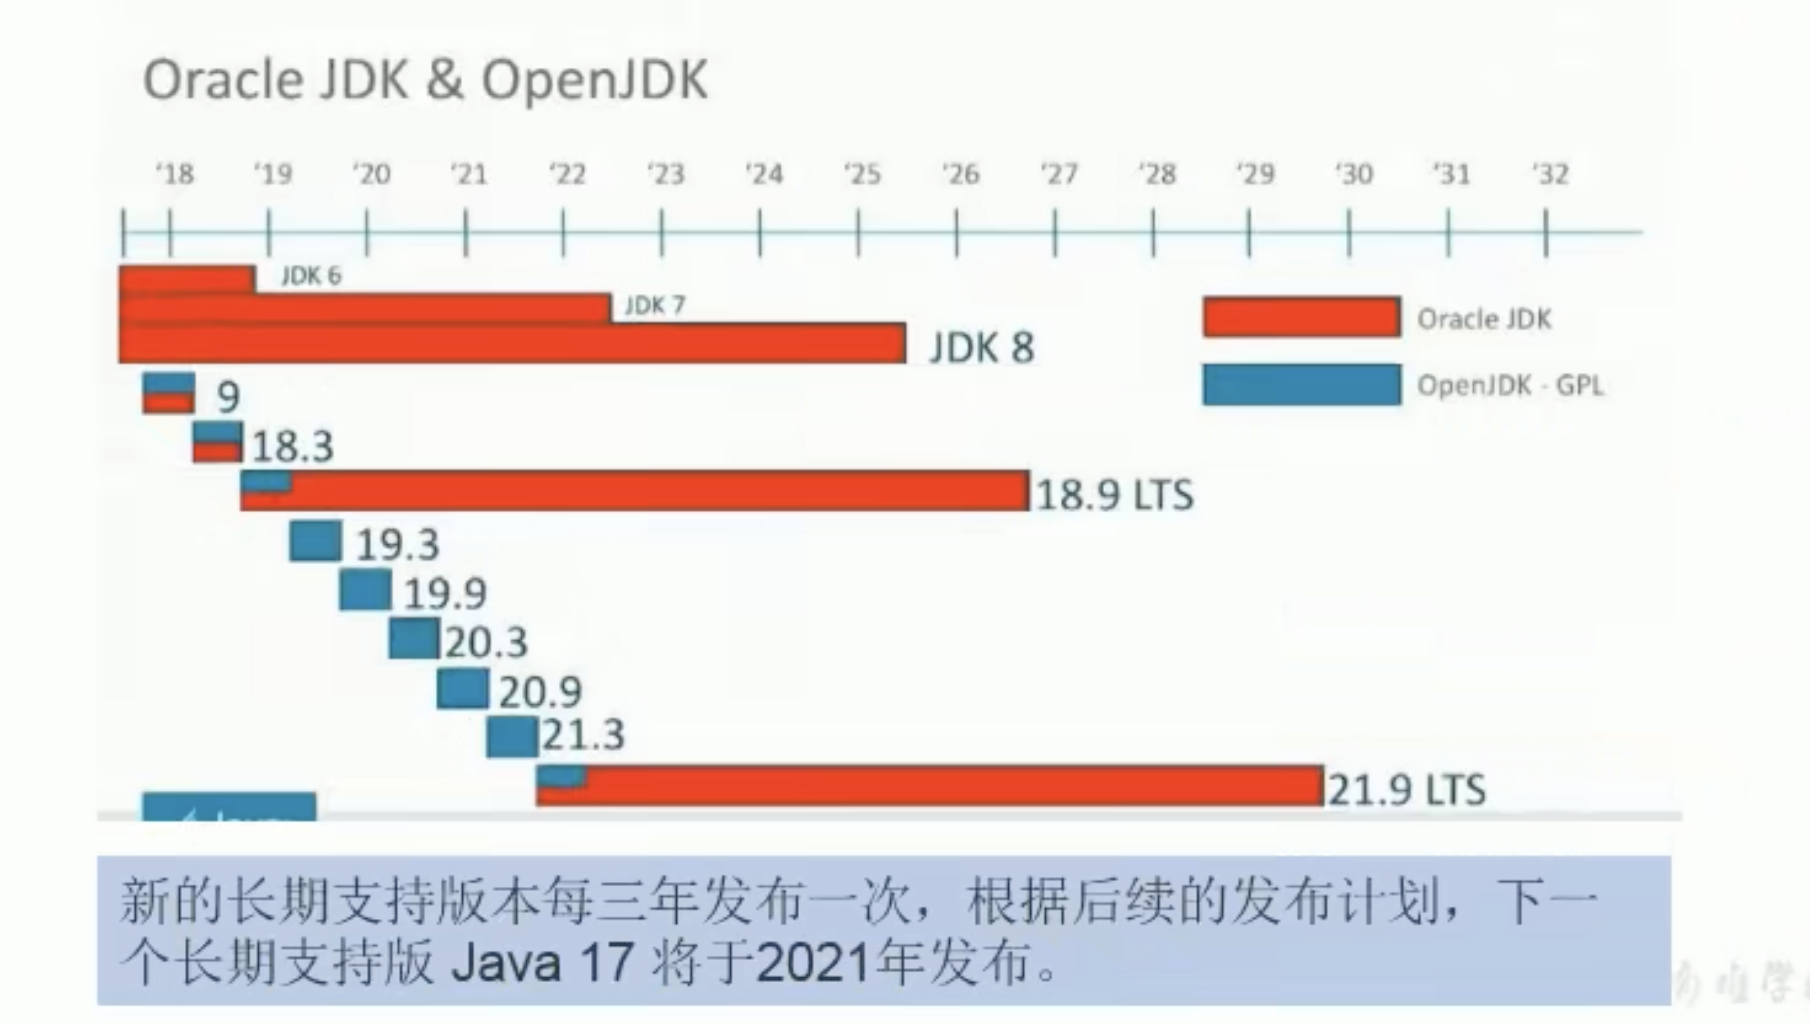 Oracle JDK & OpenJDK
‘18 ‘19 ‘20 ‘21 ‘22 ‘23 ‘24 ‘25 ‘26 ‘27 ‘28 ‘29 ‘30 ‘31 ‘32
JDK 6
JDK 7
Oracle JDK
JDK 8
OpenJDK - GPL
9
18.3
18.9 LTS
19.3
19.9
20.3
20.9
21.3
21.9 LTS
新的长期支持版本每三年发布一次，根据后续的发布计划，下一
个长期支持版 Java 17 将于2021年发布。